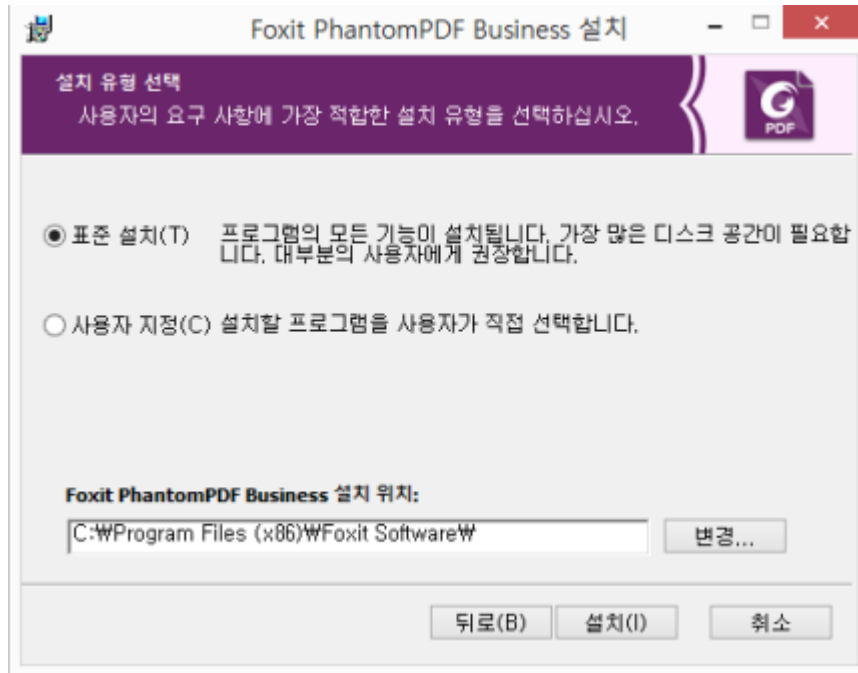 Foxit PhantomPDF Business 설치
설치 유형 선택
사용자의 요구 사항에 가장 적합한 설치 유형을 선택하십시오.
G
PDF
표준 설치(T) 프로그램의 모든 기능이 설치됩니다. 가장 많은 디스크 공간이 필요합
니다. 대부분의 사용자에게 권장합니다.
사용자 지정(C) 설치할 프로그램을 사용자가 직접 선택합니다.
Foxit PhantomPDF Business 설치 위치:
C:₩Program Files (x86)₩Foxit Software₩
변경...
뒤로(B) 설치(I) 취소